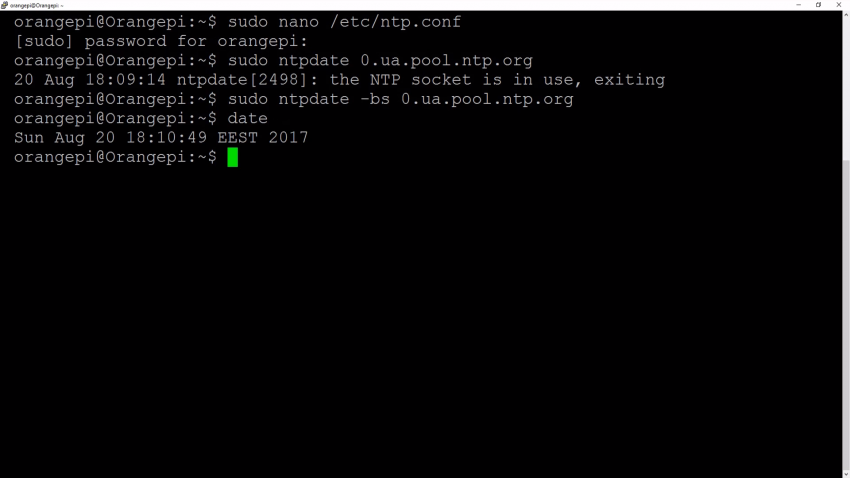 orangepi@Orangepi: ~
orangepi@Orangepi:~$ sudo nano /etc/ntp.conf
[sudo] password for orangepi:
orangepi@Orangepi:~$ sudo ntpdate 0.ua.pool.ntp.org
20 Aug 18:09:14 ntpdate[2498]: the NTP socket is in use, exiting
orangepi@Orangepi:~$ sudo ntpdate -bs 0.ua.pool.ntp.org
orangepi@Orangepi:~$ date
Sun Aug 20 18:10:49 EEST 2017
orangepi@Orangepi:~$